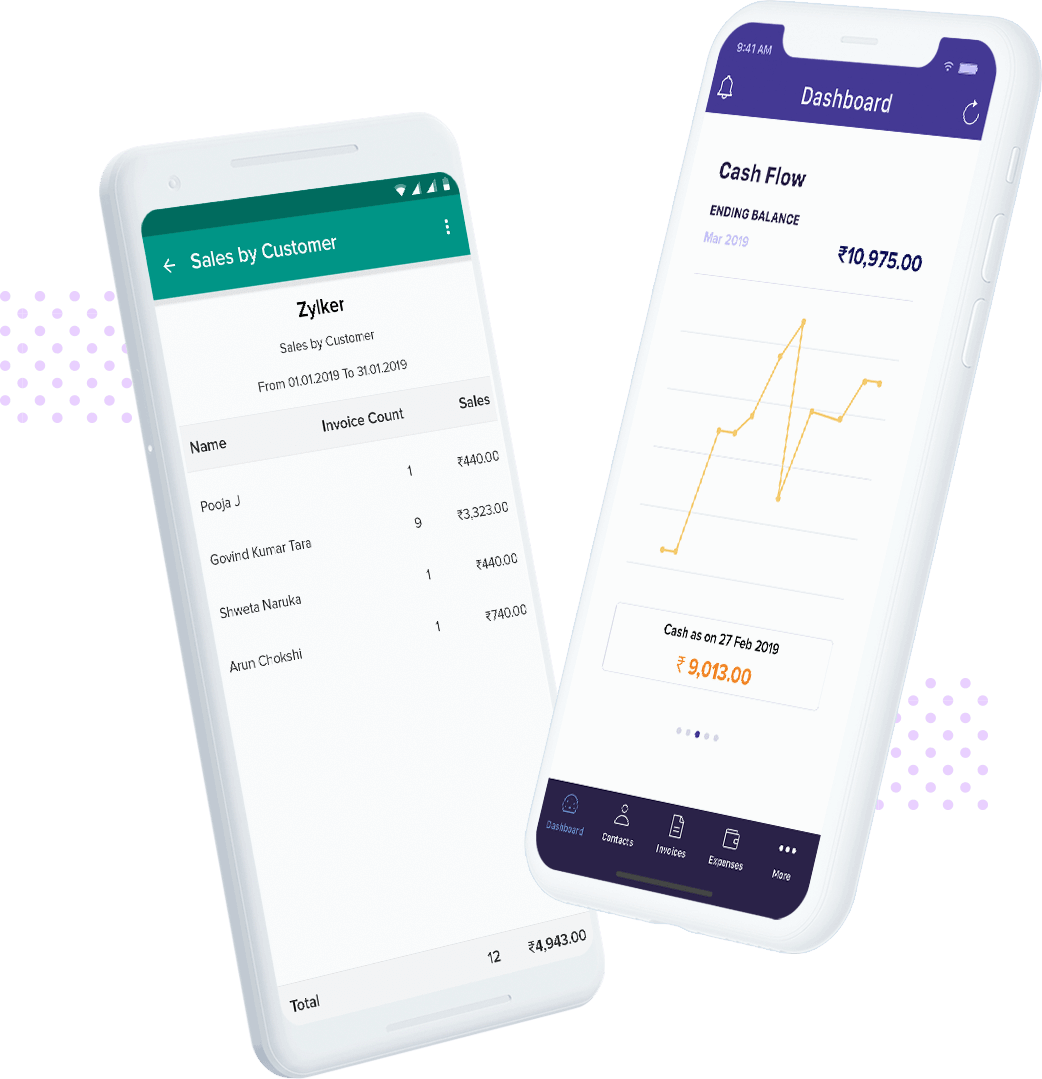 Sales by Customer
Zylker
Sales by Customer
From 01.01.2019 To 31.01.2019
Name Invoice Count Sales
Pooja J 1 ₹440.00
Govind Kumar Tara 9 ₹3,323.00
Shweta Naruka 1 ₹440.00
Arun Chokshi 1 ₹740.00
Total 12 ₹4,943.00
9:41 AM
Dashboard
Cash Flow
ENDING BALANCE
Mar 2019 ₹10,975.00
Cash as on 27 Feb 2019
₹ 9,013.00
Dashboard Contacts Invoices Expenses More